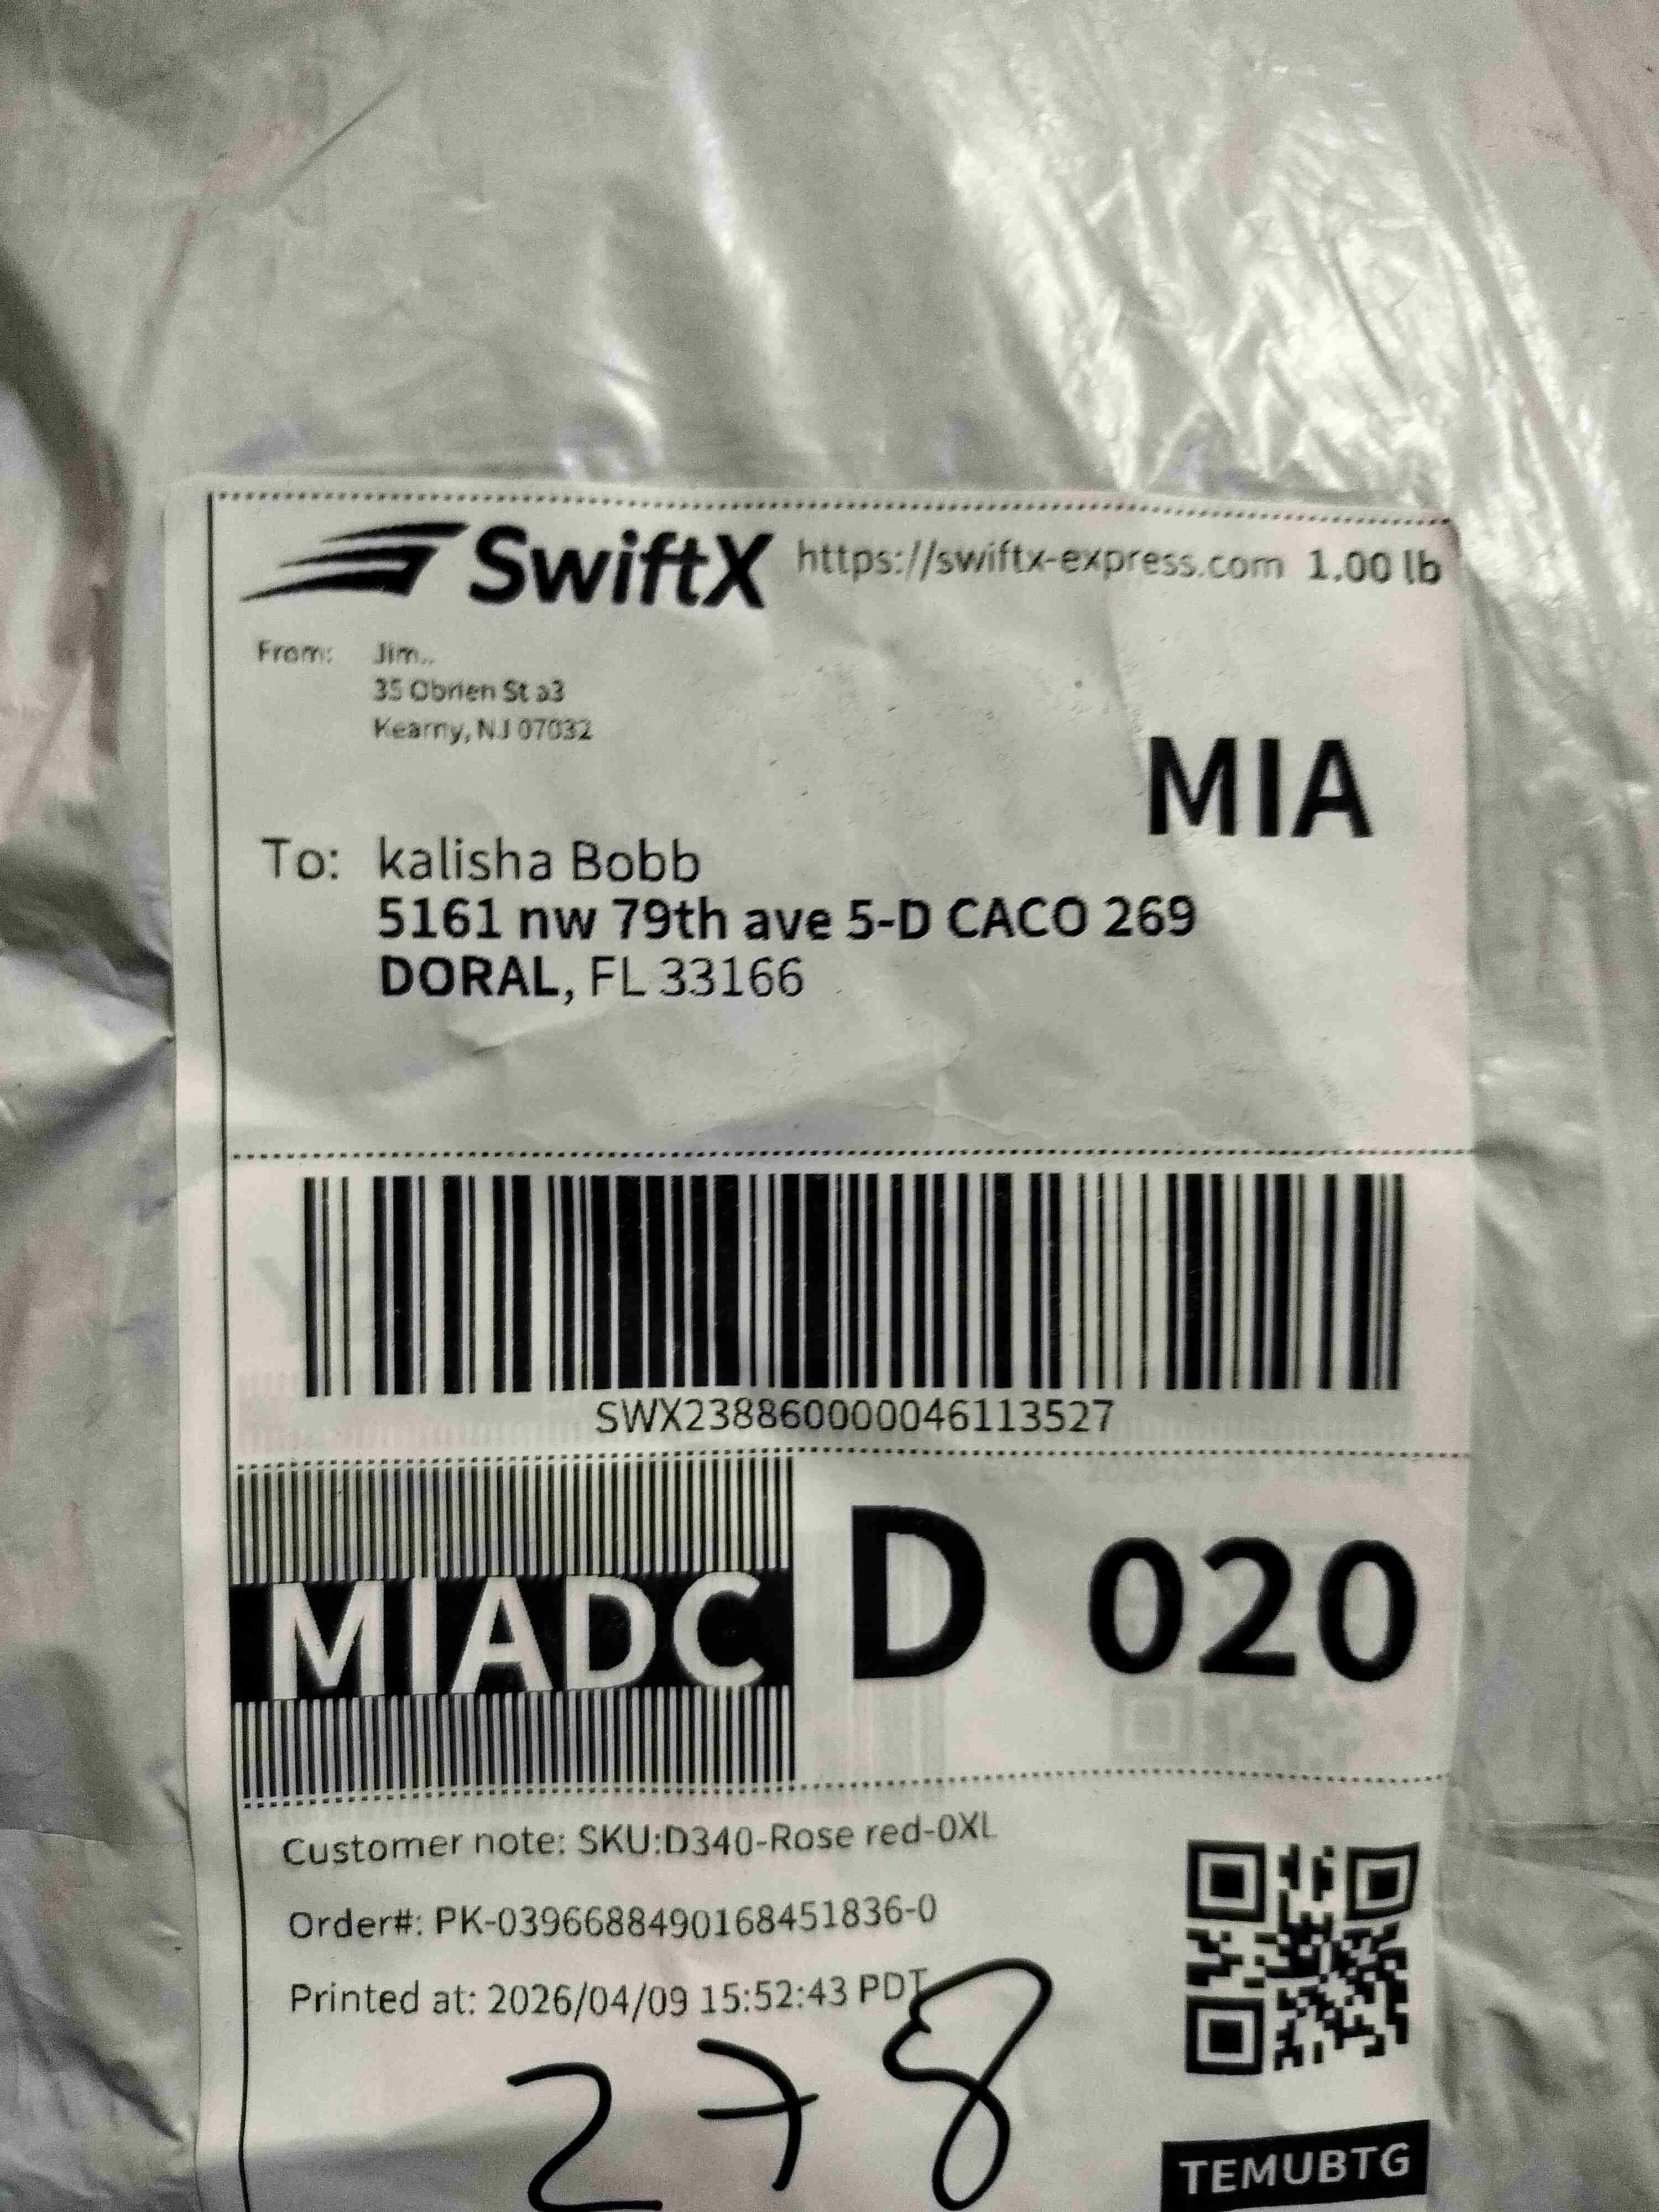 SwiftX https://swiftx-express.com 1.00 lb
From: Jim..
35 Obrien St a3
Kearny, NJ 07032
MIA
To: kalisha Bobb
5161 nw 79th ave 5-D CACO 269
DORAL, FL 33166
SWX238860000046113527
MIADC D 020
Customer note: SKU:D340-Rose red-0XL
Order#: PK-0396688490168451836-0
Printed at: 2026/04/09 15:52:43 PDT
278
TEMUBTG